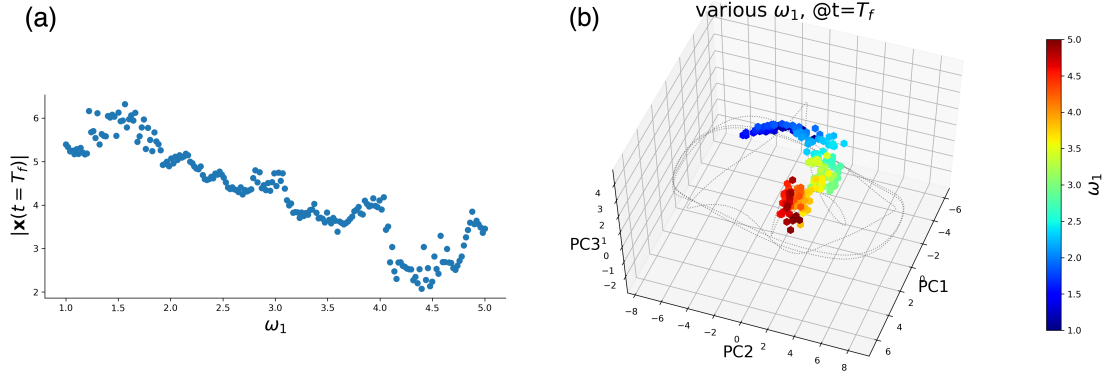 (a)
6
5
4
3
2
|x(t = T_f)|
1.0 1.5 2.0 2.5 3.0 3.5 4.0 4.5 5.0
ω₁
(b)
various ω₁, @t=T_f
4
3
2
1
0
−1
−2
PC3
−8 −6 −4 −2 0 2 4 6 8
PC2
−6
−4
−2
0
2
4
6
PC1
5.0
4.5
4.0
3.5
3.0
2.5
2.0
1.5
1.0
ω₁